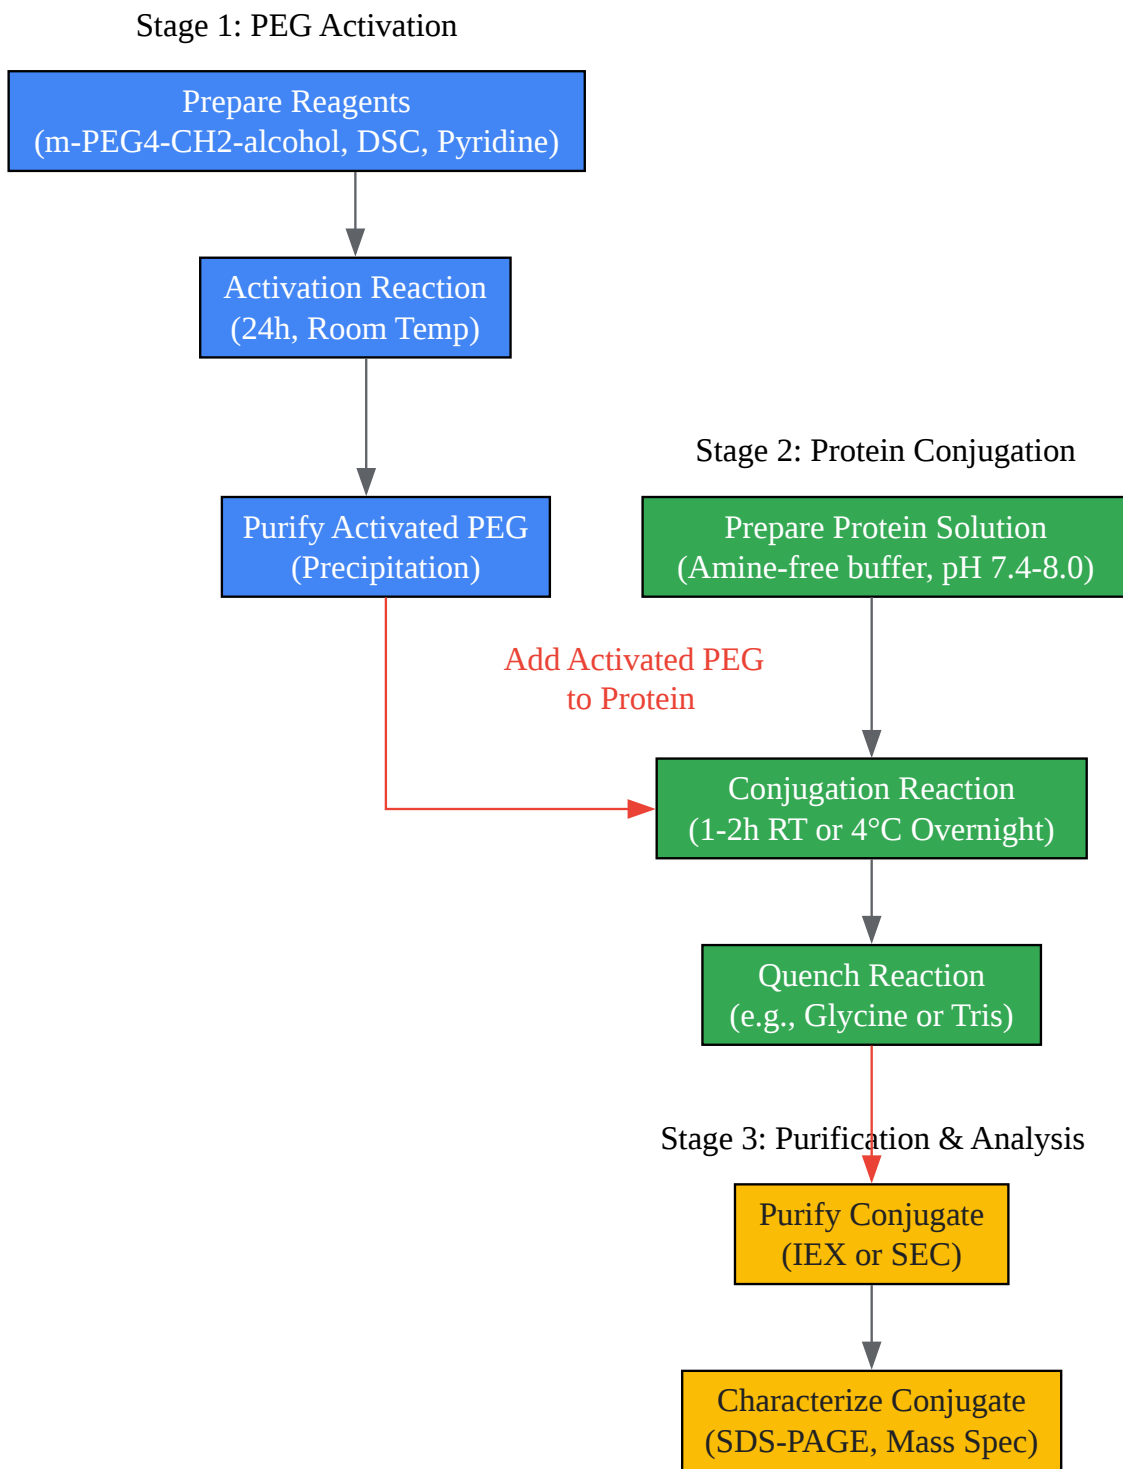 Stage 1: PEG Activation
Prepare Reagents
(m-PEG4-CH2-alcohol, DSC, Pyridine)
Activation Reaction
(24h, Room Temp)
Purify Activated PEG
(Precipitation)
Stage 2: Protein Conjugation
Prepare Protein Solution
(Amine-free buffer, pH 7.4-8.0)
Add Activated PEG
to Protein
Conjugation Reaction
(1-2h RT or 4°C Overnight)
Quench Reaction
(e.g., Glycine or Tris)
Stage 3: Purification & Analysis
Purify Conjugate
(IEX or SEC)
Characterize Conjugate
(SDS-PAGE, Mass Spec)